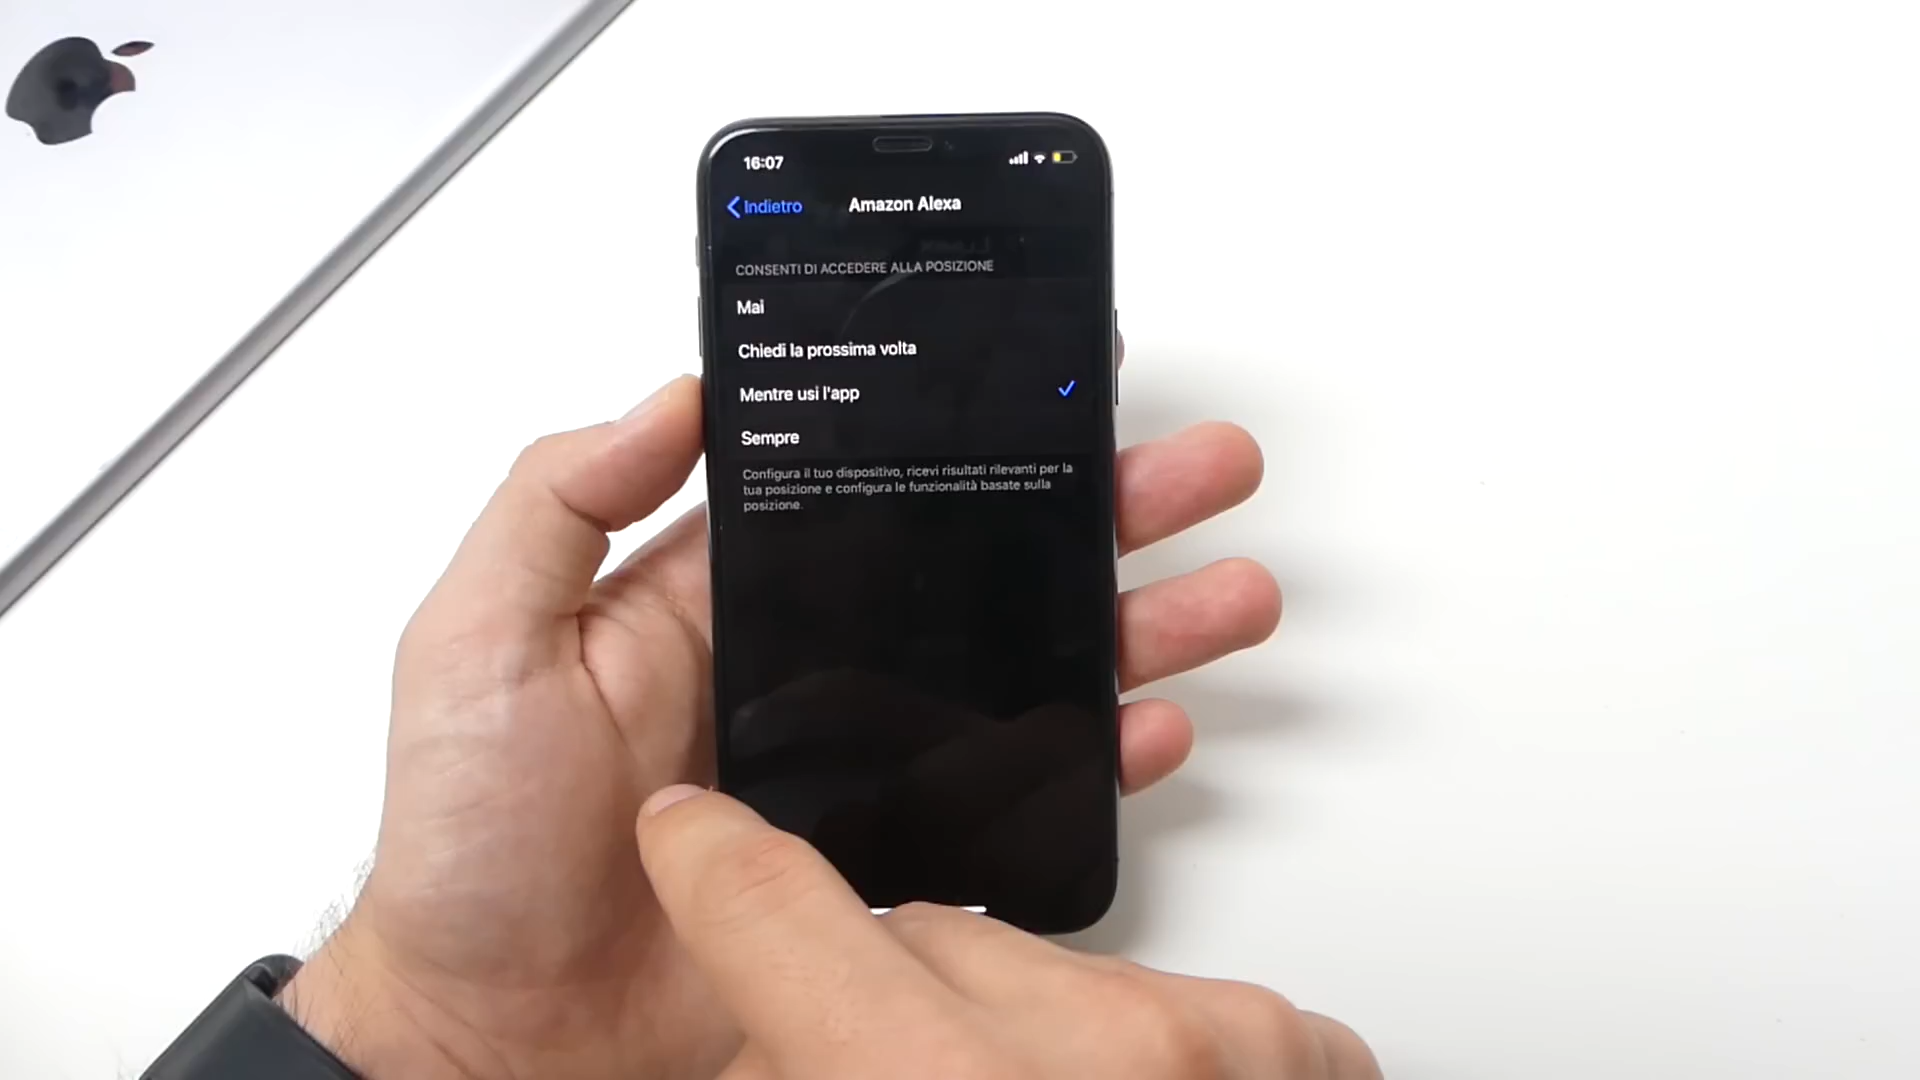 16:07
Indietro
Amazon Alexa
CONSENTI DI ACCEDERE ALLA POSIZIONE
Mai
Chiedi la prossima volta
Mentre usi l'app
Sempre
Configura il tuo dispositivo, ricevi risultati rilevanti per la
tua posizione e configura le funzionalità basate sulla
posizione.